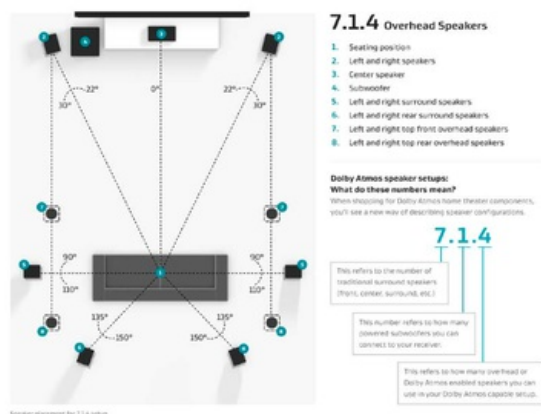 7.1.4 Overhead Speakers
1. Seating position
2. Left and right speakers
3. Center speaker
4. Subwoofer
5. Left and right surround speakers
6. Left and right rear surround speakers
7. Left and right top front overhead speakers
8. Left and right top rear overhead speakers
Dolby Atmos speaker setups:
What do these numbers mean?
When shopping for Dolby Atmos home theater components,
you'll see a new way of describing speaker configurations.
7.1.4
This refers to the number of
traditional surround speakers
(front, center, surround, etc.)
This number refers to how many
powered subwoofers you can
connect to your receiver.
This refers to how many overhead or
Dolby Atmos enabled speakers you can
use in your Dolby Atmos capable setup.
22° 0° 22°
30° 30°
90° 90°
110° 110°
135° 135°
150° 150°